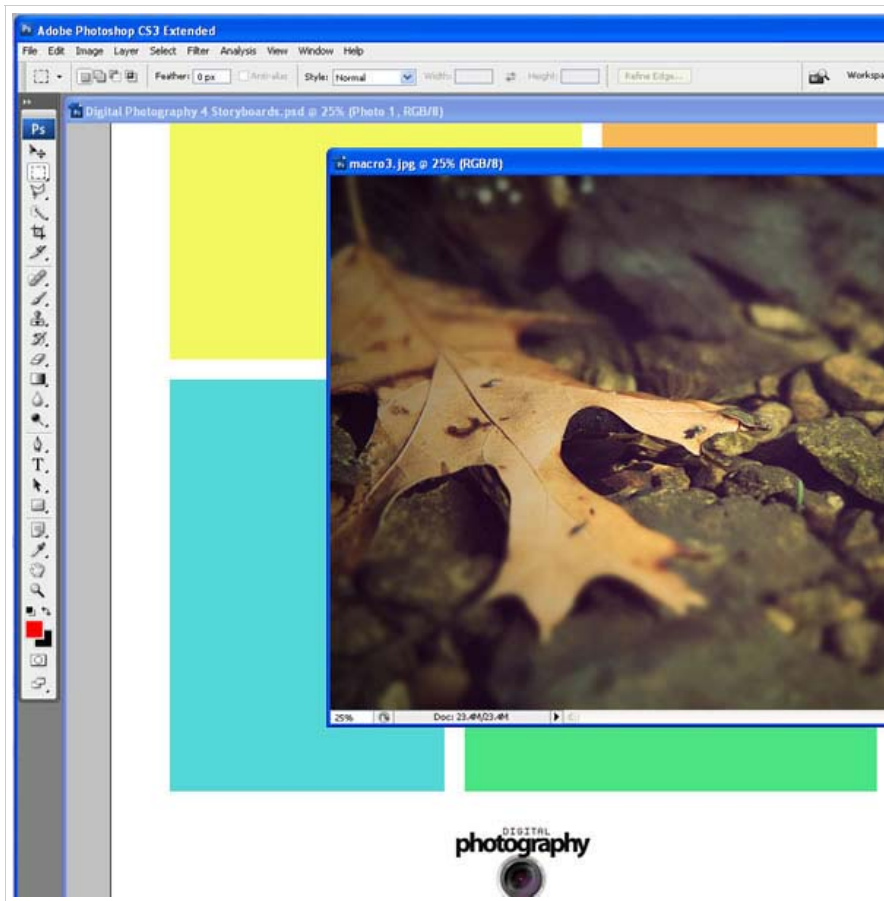 Adobe Photoshop CS3 Extended
File Edit Image Layer Select Filter Analysis View Window Help
Feather: 0 px Anti-alias Style: Normal Width: Height: Refine Edge... Workspa
Digital Photography 4 Storyboards.psd @ 25% (Photo 1, RGB/8)
Ps
macro3.jpg @ 25% (RGB/8)
T
25% Doc: 23.4M/23.4M
DIGITAL
photography